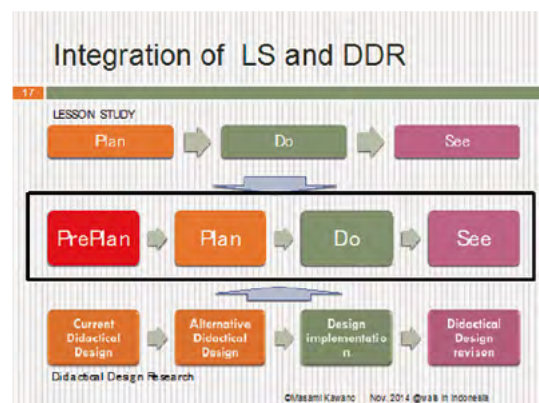 Integration of LS and DDR
17
LESSON STUDY
Plan
Do
See
PrePlan
Plan
Do
See
Current
Didactical
Design
Alternative
Didactical
Design
Design
implementatio
n
Didactical
Design
revison
Didactical Design Research
©Masami Kawano Nov. 2014 @wals in Indonesia